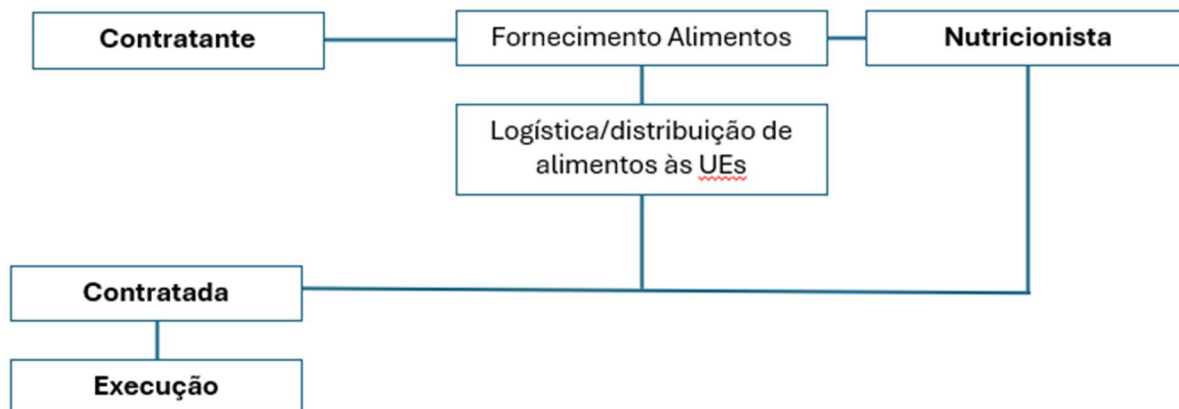 Contratante
Fornecimento Alimentos
Nutricionista
Logística/distribuição de
alimentos às UEs
Contratada
Execução